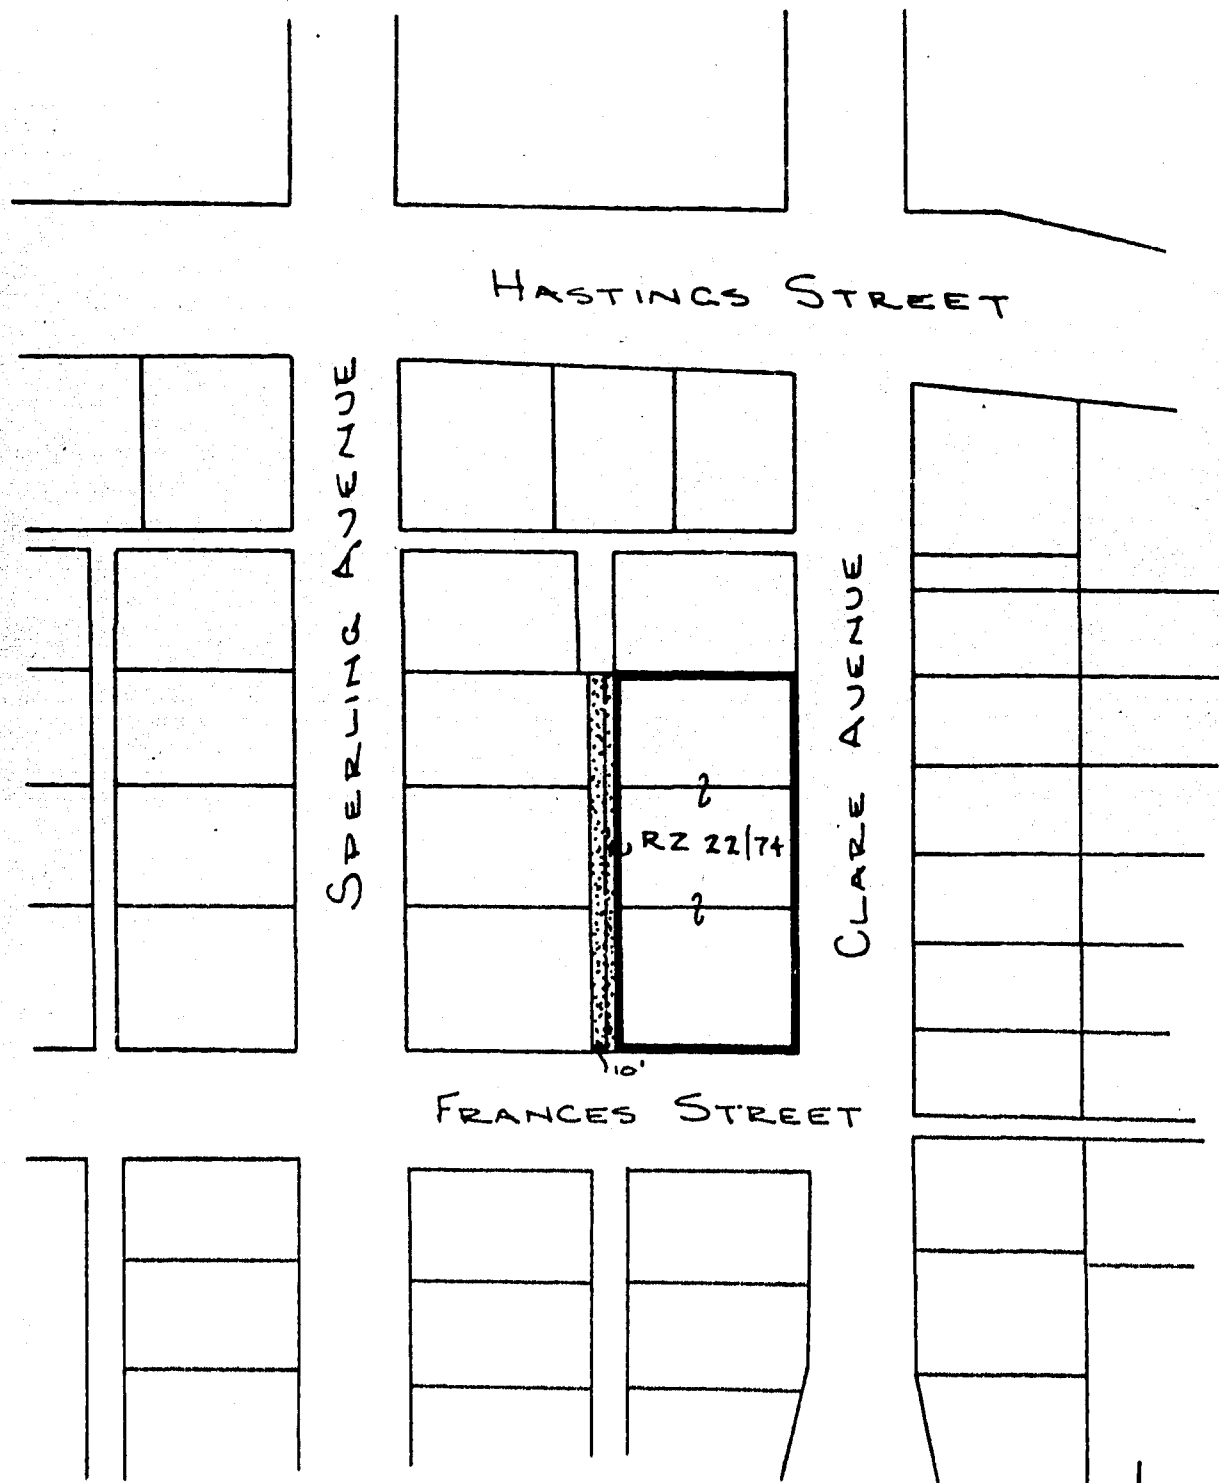 HASTINGS STREET
SPERLING AVENUE
CLARE AVENUE
RZ 22/74
10'
FRANCES STREET